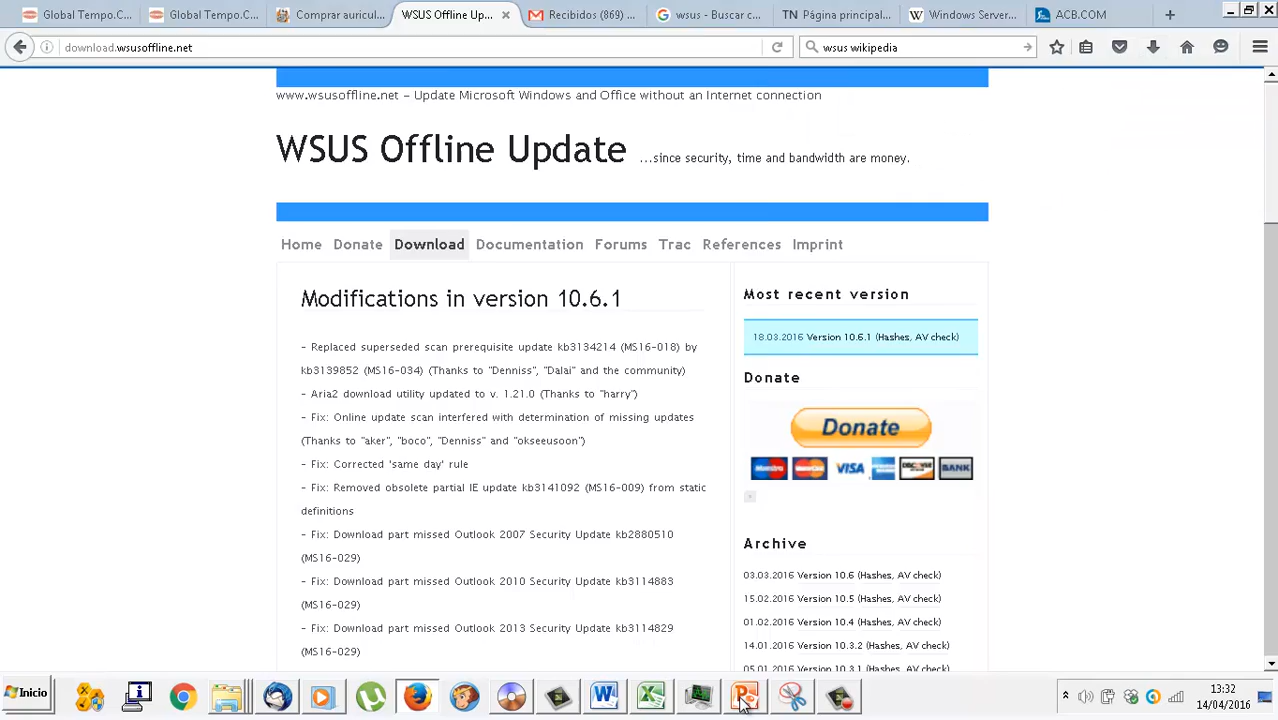 Global Tempo.C...
Global Tempo.C...
Comprar auricul...
WSUS Offline Up...
Recibidos (869) ...
wsus - Buscar c...
TN Página principal...
W Windows Server...
ACB.COM
download.wsusoffline.net
wsus wikipedia
www.wsusoffline.net – Update Microsoft Windows and Office without an Internet connection
WSUS Offline Update ...since security, time and bandwidth are money.
Home Donate Download Documentation Forums Trac References Imprint
Modifications in version 10.6.1
- Replaced superseded scan prerequisite update kb3134214 (MS16-018) by
kb3139852 (MS16-034) (Thanks to "Denniss", "Dalai" and the community)
- Aria2 download utility updated to v. 1.21.0 (Thanks to "harry")
- Fix: Online update scan interfered with determination of missing updates
(Thanks to "aker", "boco", "Denniss" and "okseeusoon")
- Fix: Corrected 'same day' rule
- Fix: Removed obsolete partial IE update kb3141092 (MS16-009) from static
definitions
- Fix: Download part missed Outlook 2007 Security Update kb2880510
(MS16-029)
- Fix: Download part missed Outlook 2010 Security Update kb3114883
(MS16-029)
- Fix: Download part missed Outlook 2013 Security Update kb3114829
(MS16-029)
Most recent version
18.03.2016 Version 10.6.1 (Hashes, AV check)
Donate
Donate
VISA
BANK
Archive
03.03.2016 Version 10.6 (Hashes, AV check)
15.02.2016 Version 10.5 (Hashes, AV check)
01.02.2016 Version 10.4 (Hashes, AV check)
14.01.2016 Version 10.3.2 (Hashes, AV check)
05.01.2016 Version 10.3.1 (Hashes, AV check)
Inicio
13:32
14/04/2016